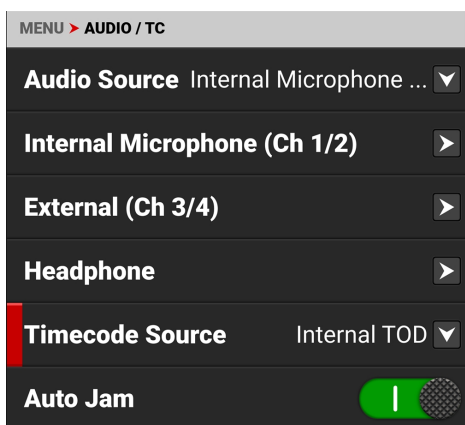 MENU > AUDIO / TC
Audio Source Internal Microphone ...
Internal Microphone (Ch 1/2)
External (Ch 3/4)
Headphone
Timecode Source Internal TOD
Auto Jam